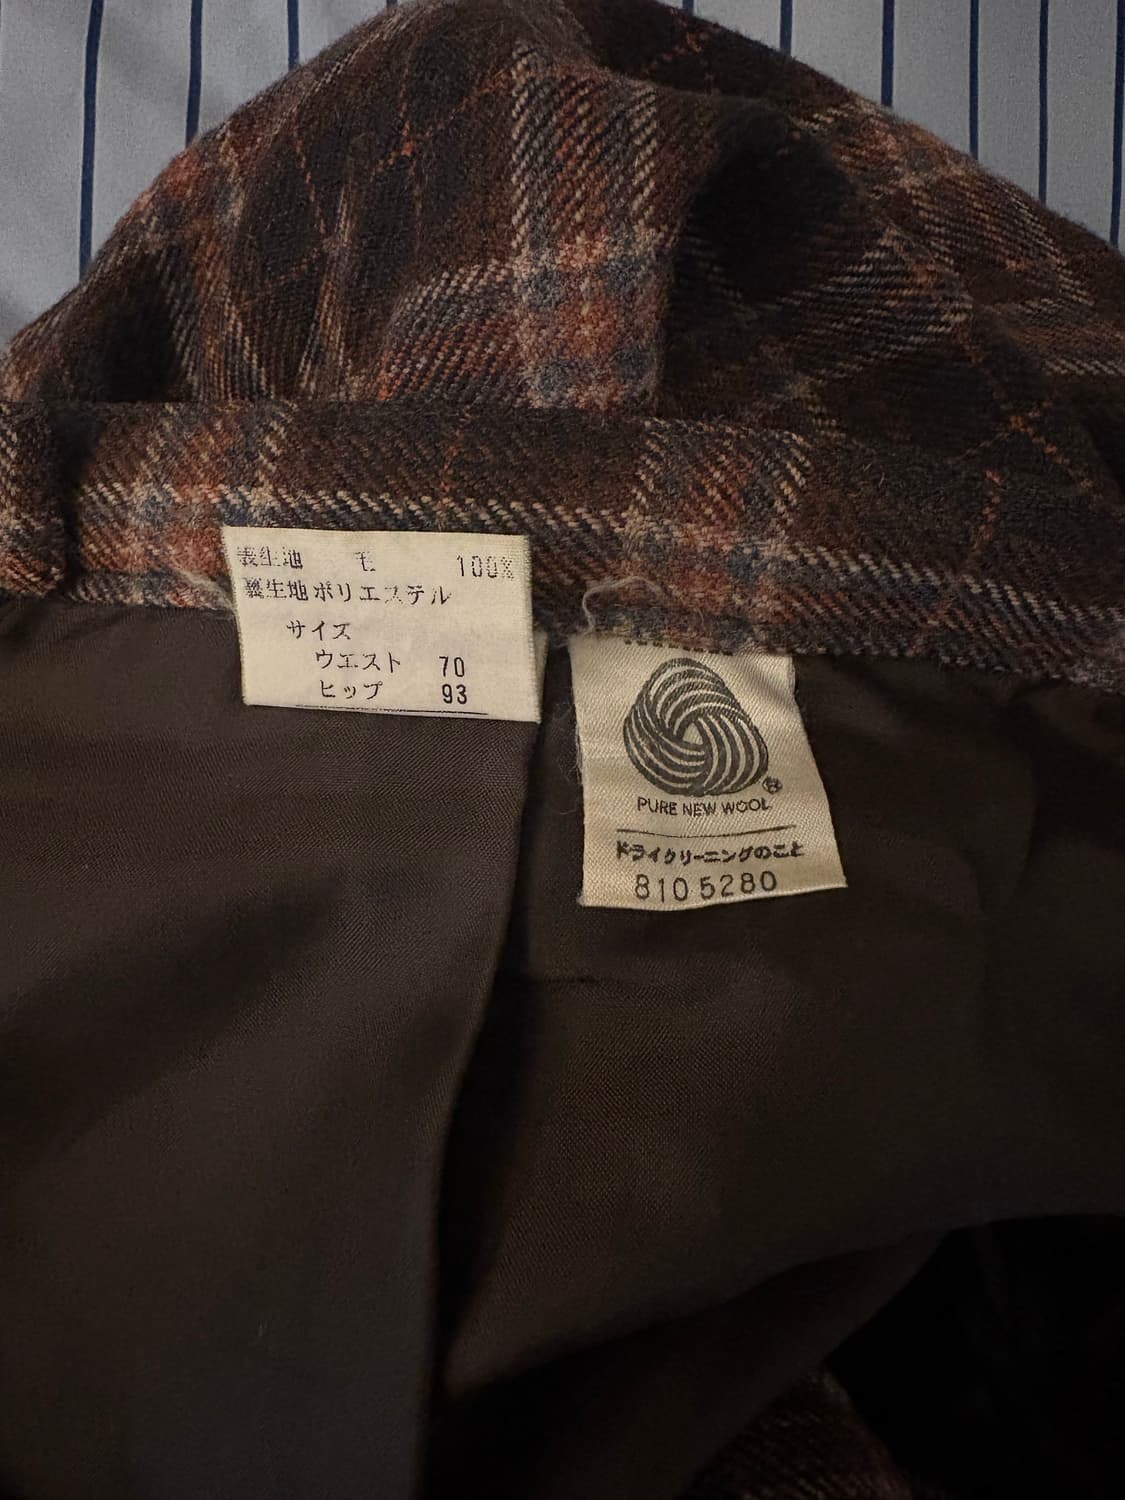 表生地 毛 100%
裏生地ポリエステル
サイズ
ウエスト 70
ヒップ 93
®
PURE NEW WOOL
ドライクリーニングのこと
810 5280